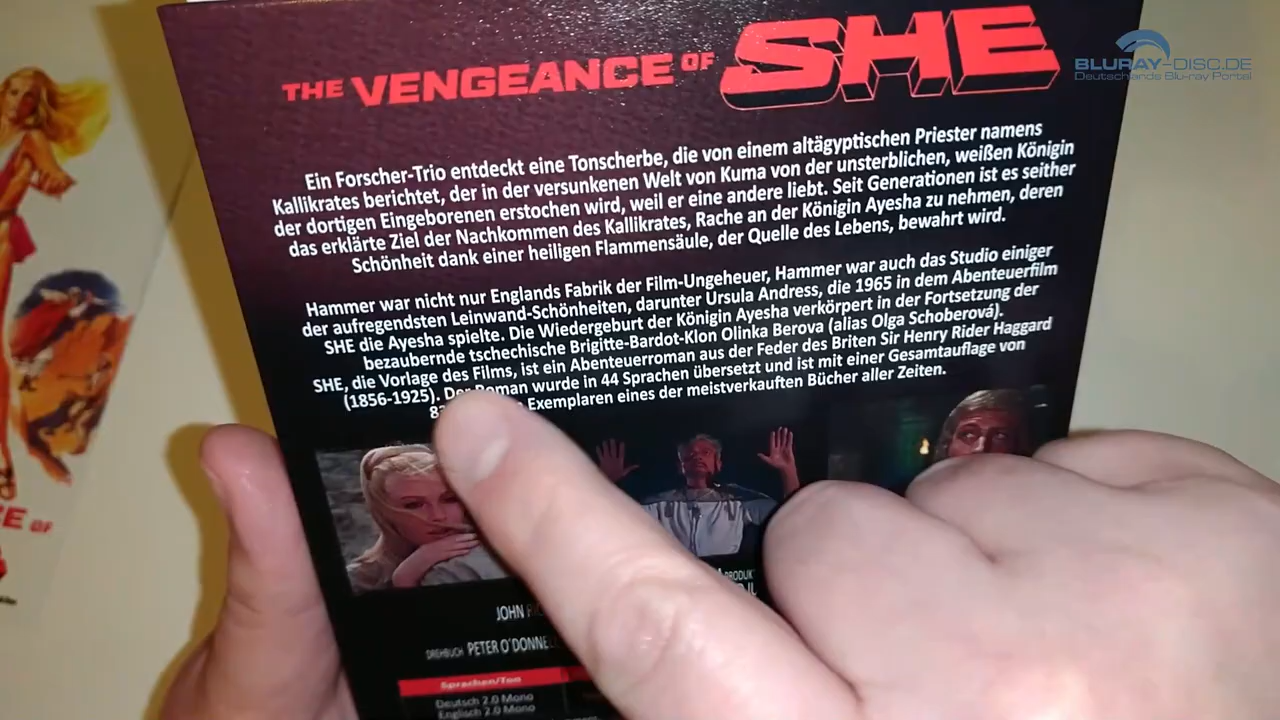 THE VENGEANCE OF SHE
BLURAY-DISC.DE
Deutschlands Blu-ray Portal
Ein Forscher-Trio entdeckt eine Tonscherbe, die von einem altägyptischen Priester namens
Kallikrates berichtet, der in der versunkenen Welt von Kuma von der unsterblichen, weißen Königin
der dortigen Eingeborenen erstochen wird, weil er eine andere liebt. Seit Generationen ist es seither
das erklärte Ziel der Nachkommen des Kallikrates, Rache an der Königin Ayesha zu nehmen, deren
Schönheit dank einer heiligen Flammensäule, der Quelle des Lebens, bewahrt wird.
Hammer war nicht nur Englands Fabrik der Film-Ungeheuer, Hammer war auch das Studio einiger
der aufregendsten Leinwand-Schönheiten, darunter Ursula Andress, die 1965 in dem Abenteuerfilm
SHE die Ayesha spielte. Die Wiedergeburt der Königin Ayesha verkörpert in der Fortsetzung der
bezaubernde tschechische Brigitte-Bardot-Klon Olinka Berova (alias Olga Schoberová).
SHE, die Vorlage des Films, ist ein Abenteuerroman aus der Feder des Briten Sir Henry Rider Haggard
(1856-1925). Der Roman wurde in 44 Sprachen übersetzt und ist mit einer Gesamtauflage von
Exemplaren eines der meistverkauften Bücher aller Zeiten.
JOHN
DREHBUCH PETER O'DONNE
Sprachen/Ton
Deutsch 2.0 Mono
Englisch 2.0 Mono
OF